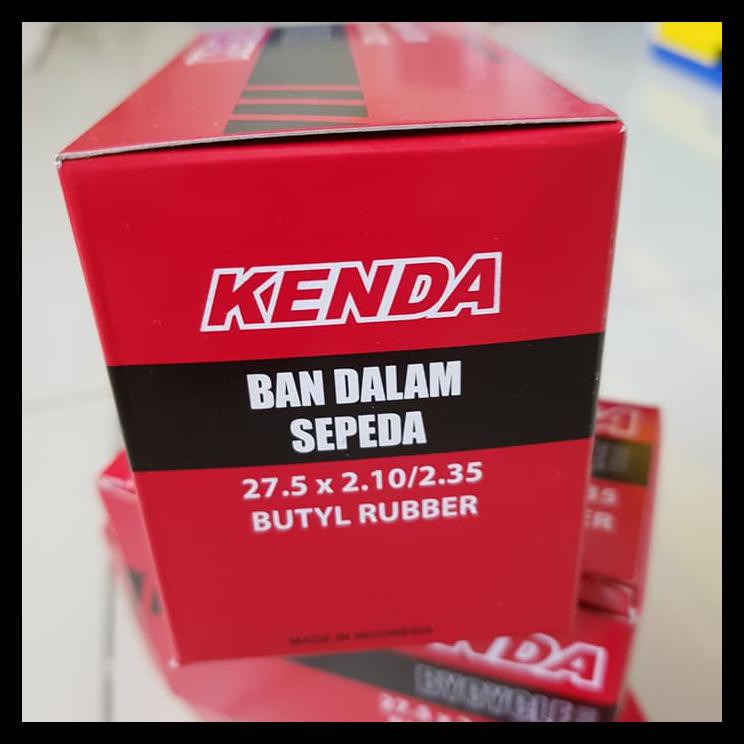 KENDA
BAN DALAM
SEPEDA
27.5 x 2.10/2.35
BUTYL RUBBER
MADE IN INDONESIA